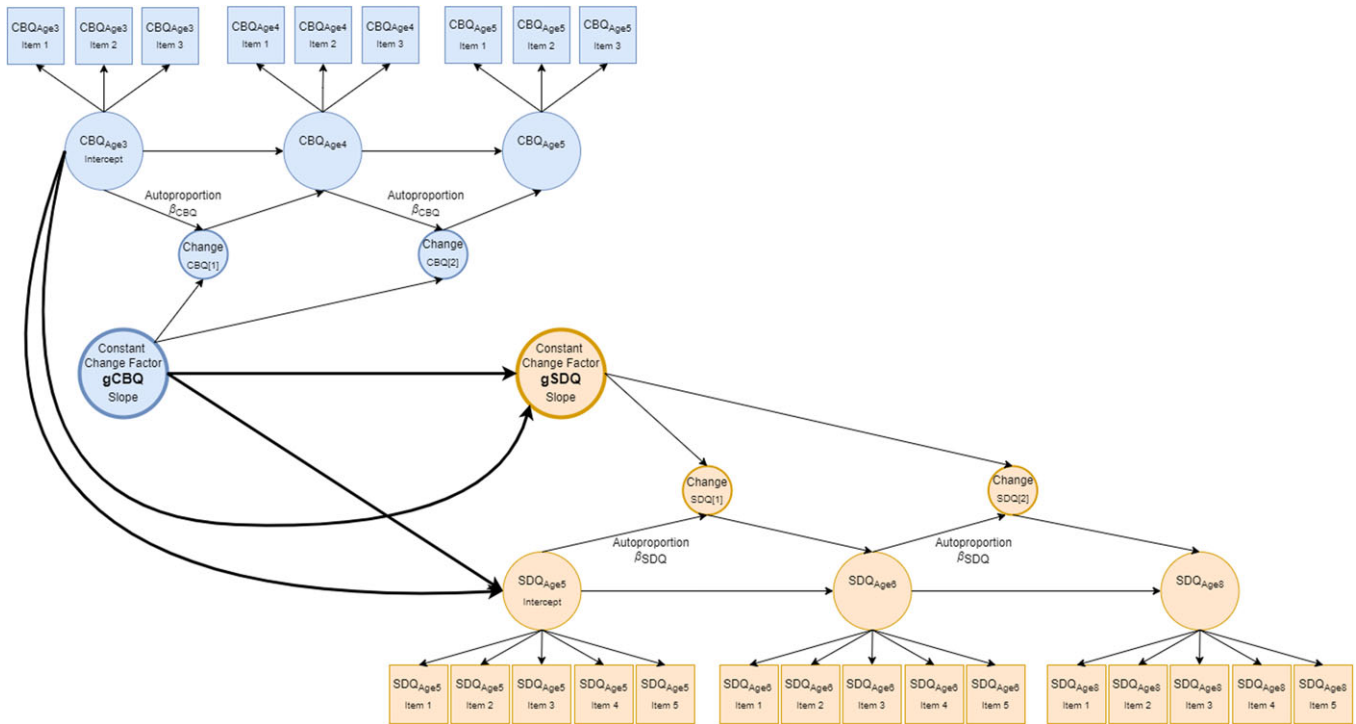 CBQAge3
Item 1
CBQAge3
Item 2
CBQAge3
Item 3
CBQAge4
Item 1
CBQAge4
Item 2
CBQAge4
Item 3
CBQAge5
Item 1
CBQAge5
Item 2
CBQAge5
Item 3
CBQAge3
Intercept
CBQAge4
CBQAge5
Autoproportion
βCBQ
Autoproportion
βCBQ
Change
CBQ[1]
Change
CBQ[2]
Constant
Change Factor
gCBQ
Slope
Constant
Change Factor
gSDQ
Slope
Change
SDQ[1]
Change
SDQ[2]
Autoproportion
βSDQ
Autoproportion
βSDQ
SDQAge5
Intercept
SDQAge6
SDQAge8
SDQAge5
Item 1
SDQAge5
Item 2
SDQAge5
Item 3
SDQAge5
Item 4
SDQAge5
Item 5
SDQAge6
Item 1
SDQAge6
Item 2
SDQAge6
Item 3
SDQAge6
Item 4
SDQAge6
Item 5
SDQAge8
Item 1
SDQAge8
Item 2
SDQAge8
Item 3
SDQAge8
Item 4
SDQAge8
Item 5